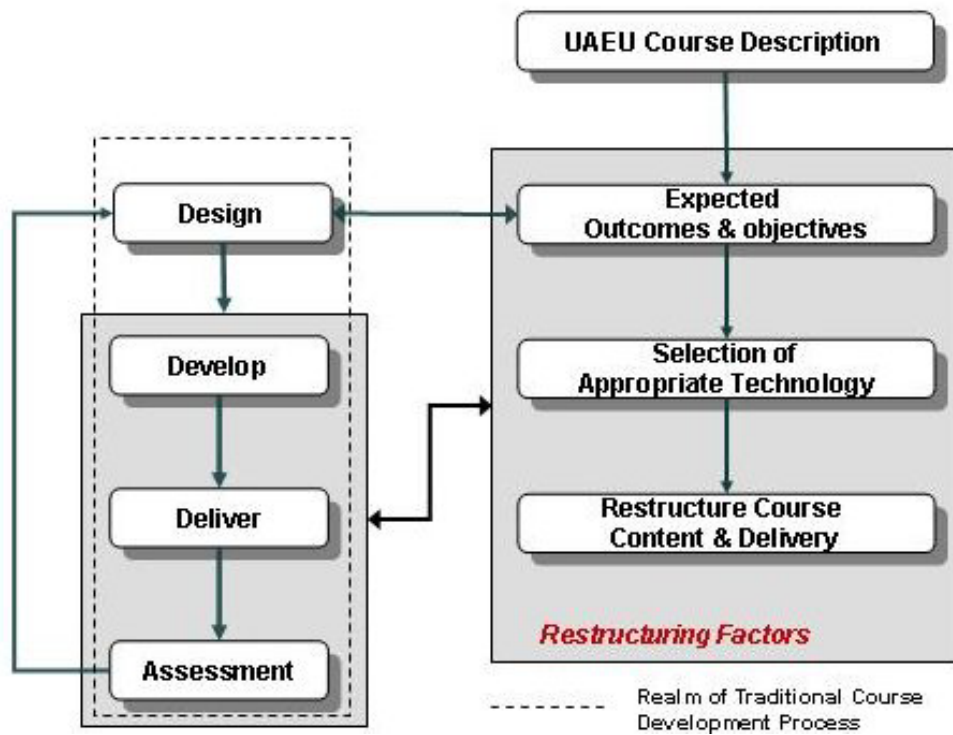 UAEU Course Description
Design
Expected
Outcomes & objectives
Develop
Selection of
Appropriate Technology
Deliver
Restructure Course
Content & Delivery
Assessment
Restructuring Factors
Realm of Traditional Course
Development Process